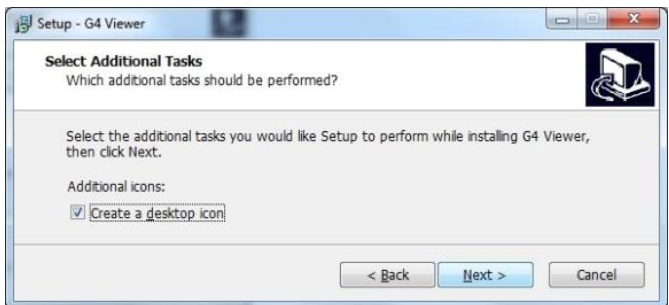 Setup - G4 Viewer
Select Additional Tasks
Which additional tasks should be performed?
Select the additional tasks you would like Setup to perform while installing G4 Viewer,
then click Next.
Additional icons:
Create a desktop icon
< Back Next > Cancel